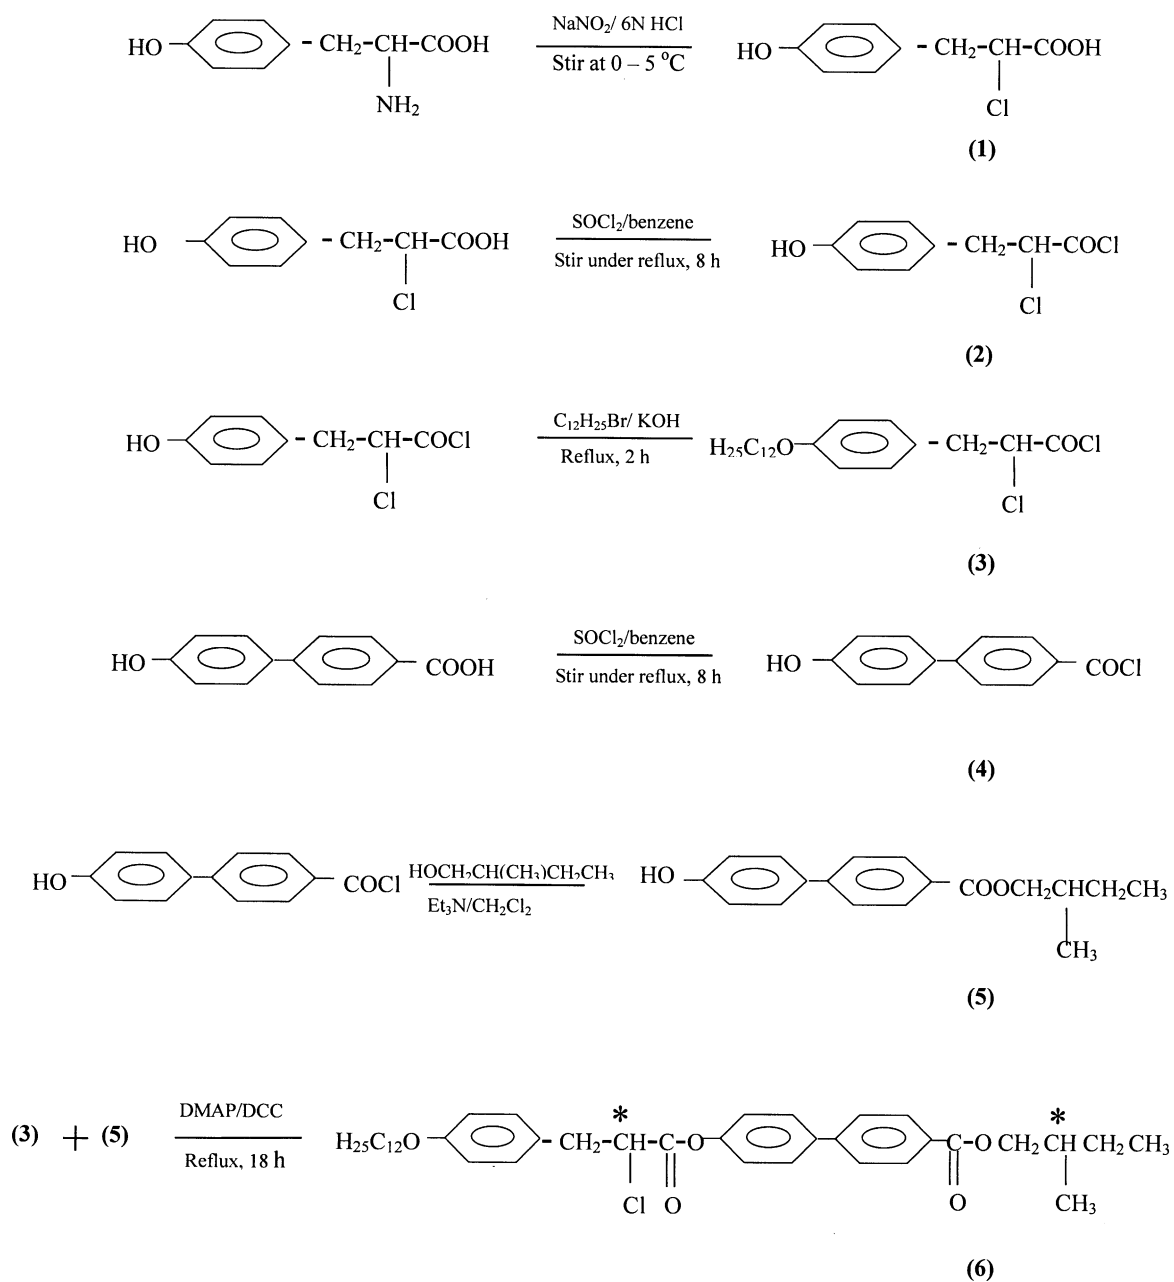 HO CH₂-CH-COOH NaNO₂/ 6N HCl HO CH₂-CH-COOH
NH₂ Stir at 0 – 5 °C Cl
(1)
HO CH₂-CH-COOH SOCl₂/benzene HO CH₂-CH-COCl
Cl Stir under reflux, 8 h Cl
(2)
HO CH₂-CH-COCl C₁₂H₂₅Br/ KOH H₂₅C₁₂O CH₂-CH-COCl
Cl Reflux, 2 h Cl
(3)
HO COOH SOCl₂/benzene HO COCl
Stir under reflux, 8 h
(4)
HO COCl HOCH₂CH(CH₃)CH₂CH₃ HO COOCH₂CHCH₂CH₃
Et₃N/CH₂Cl₂ CH₃
(5)
(3) + (5) DMAP/DCC H₂₅C₁₂O CH₂-CH-C-O C-OCH₂CHCH₂CH₃
Reflux, 18 h * *
Cl O O CH₃
(6)